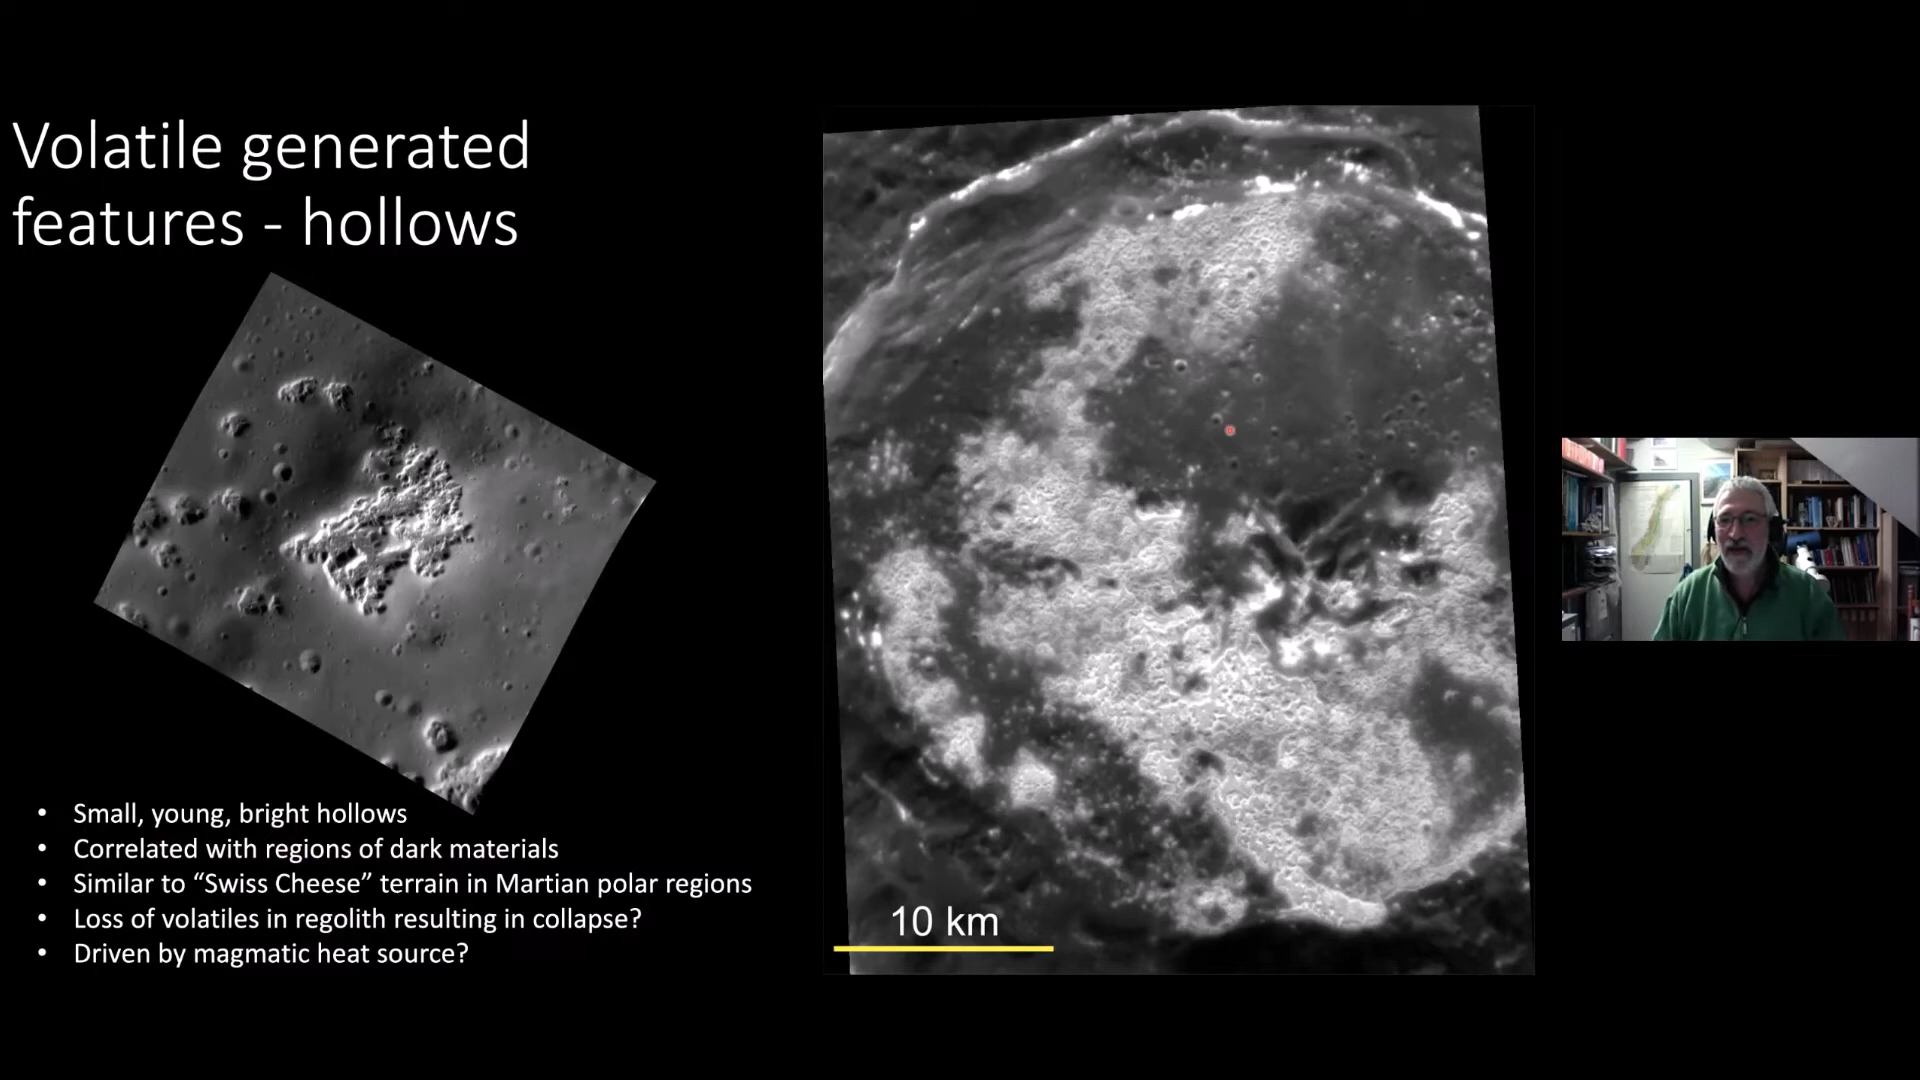 Volatile generated
features - hollows
• Small, young, bright hollows
• Correlated with regions of dark materials
• Similar to “Swiss Cheese” terrain in Martian polar regions
• Loss of volatiles in regolith resulting in collapse?
• Driven by magmatic heat source?
10 km